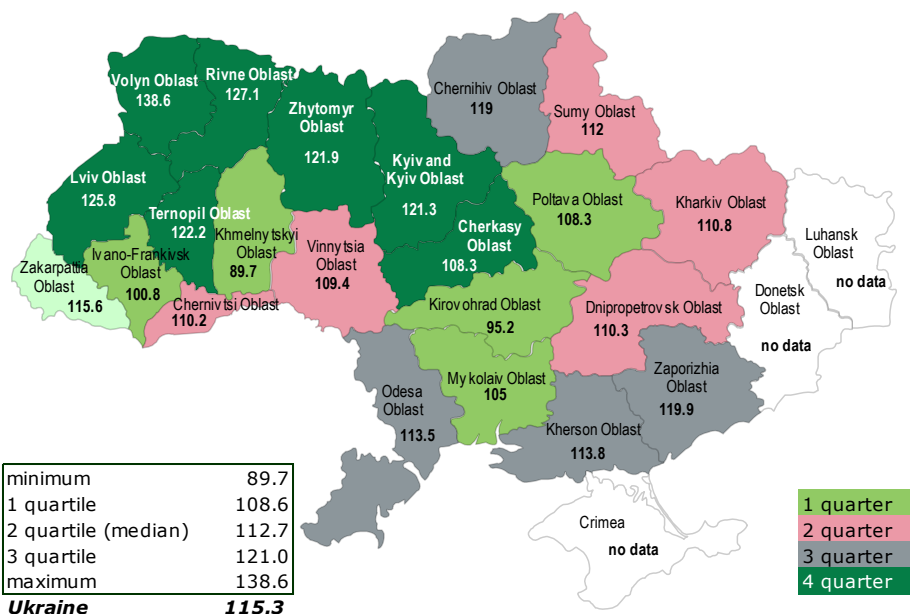 Volyn Oblast
138.6
Rivne Oblast
127.1
Zhytomyr
Oblast
121.9
Chernihiv Oblast
119
Sumy Oblast
112
Kyiv and
Kyiv Oblast
121.3
Lviv Oblast
125.8
Ternopil Oblast
122.2
Khmelnytskyi
Oblast
89.7
Vinnytsia
Oblast
109.4
Cherkasy
Oblast
108.3
Poltava Oblast
108.3
Kharkiv Oblast
110.8
Luhansk
Oblast
no data
Zakarpattia
Oblast
115.6
Ivano-Frankivsk
Oblast
100.8
Chernivtsi Oblast
110.2
Kirovohrad Oblast
95.2
Dnipropetrovsk Oblast
110.3
Donetsk
Oblast
no data
Odesa
Oblast
113.5
Mykolaiv Oblast
105
Kherson Oblast
113.8
Zaporizhia
Oblast
119.9
Crimea
no data
minimum 89.7
1 quartile 108.6
2 quartile (median) 112.7
3 quartile 121.0
maximum 138.6
Ukraine 115.3
1 quarter
2 quarter
3 quarter
4 quarter